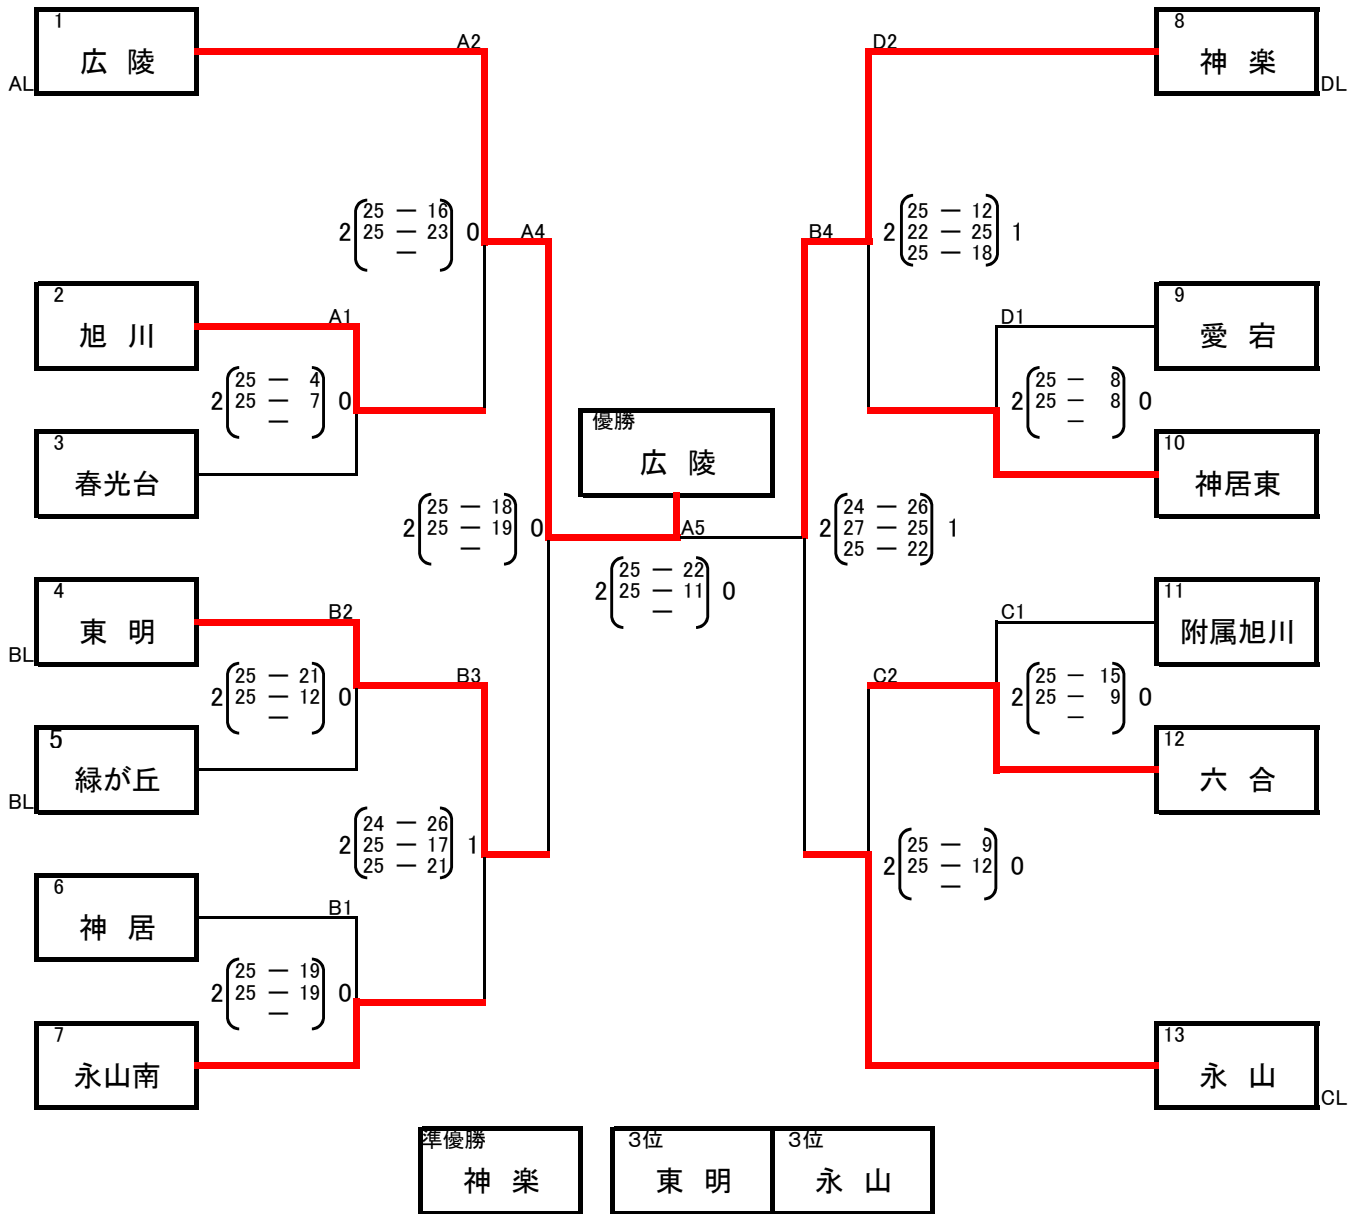 1
広 陵
AL
A2
2
旭 川
A1
3
春光台
2 25 — 4 0
25 — 7
—
2 25 — 16 0
25 — 23
—
A4
4
東 明
BL
B2
5
緑が丘
BL
2 25 — 21 0
25 — 12
—
B3
6
神 居
B1
7
永山南
2 25 — 19 0
25 — 19
—
2 24 — 26 1
25 — 17
25 — 21
2 25 — 18 0
25 — 19
—
優勝
広 陵
A5
2 25 — 22 0
25 — 11
—
8
神 楽
DL
D2
2 25 — 12 1
22 — 25
25 — 18
B4
9
愛 宕
D1
10
神居東
2 25 — 8 0
25 — 8
—
2 24 — 26 1
27 — 25
25 — 22
11
附属旭川
C1
12
六 合
2 25 — 15 0
25 — 9
—
C2
2 25 — 9 0
25 — 12
—
13
永 山
CL
準優勝
神 楽
3位
東 明
3位
永 山